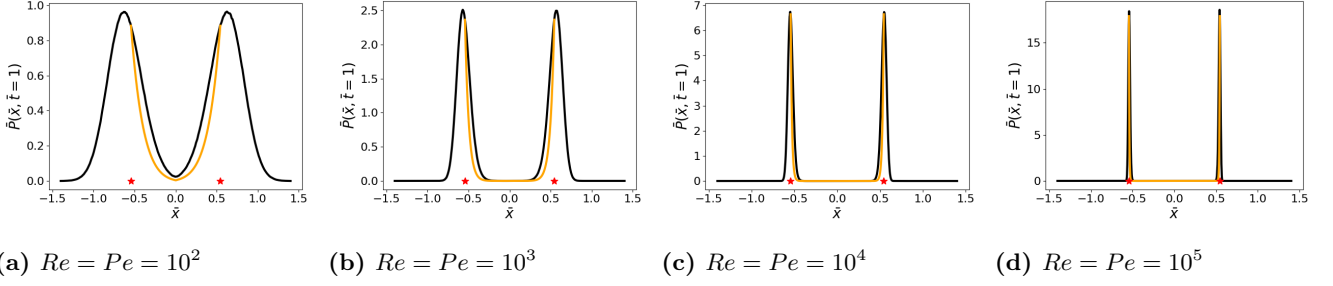 1.0
0.8
0.6
0.4
0.2
0.0
P̄(x̄, t̄ = 1)
−1.5 −1.0 −0.5 0.0 0.5 1.0 1.5
x̄
2.5
2.0
1.5
1.0
0.5
0.0
P̄(x̄, t̄ = 1)
−1.5 −1.0 −0.5 0.0 0.5 1.0 1.5
x̄
7
6
5
4
3
2
1
0
P̄(x̄, t̄ = 1)
−1.5 −1.0 −0.5 0.0 0.5 1.0 1.5
x̄
15
10
5
0
P̄(x̄, t̄ = 1)
−1.5 −1.0 −0.5 0.0 0.5 1.0 1.5
x̄
(a) Re = Pe = 10²
(b) Re = Pe = 10³
(c) Re = Pe = 10⁴
(d) Re = Pe = 10⁵